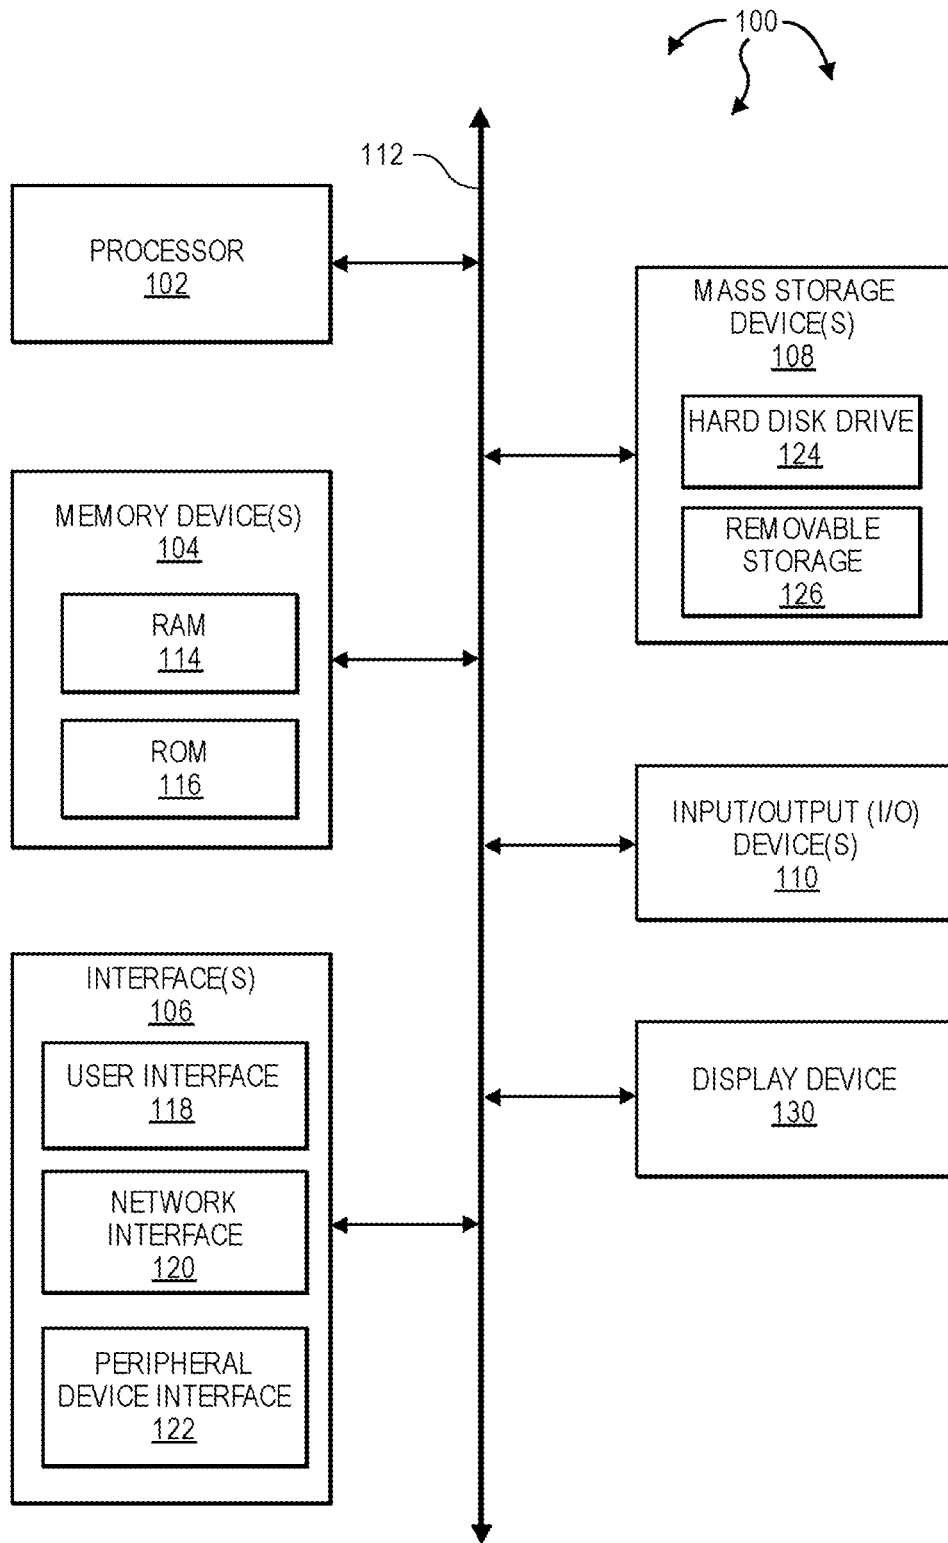 100
112
PROCESSOR
102
MEMORY DEVICE(S)
104
RAM
114
ROM
116
INTERFACE(S)
106
USER INTERFACE
118
NETWORK
INTERFACE
120
PERIPHERAL
DEVICE INTERFACE
122
MASS STORAGE
DEVICE(S)
108
HARD DISK DRIVE
124
REMOVABLE
STORAGE
126
INPUT/OUTPUT (I/O)
DEVICE(S)
110
DISPLAY DEVICE
130